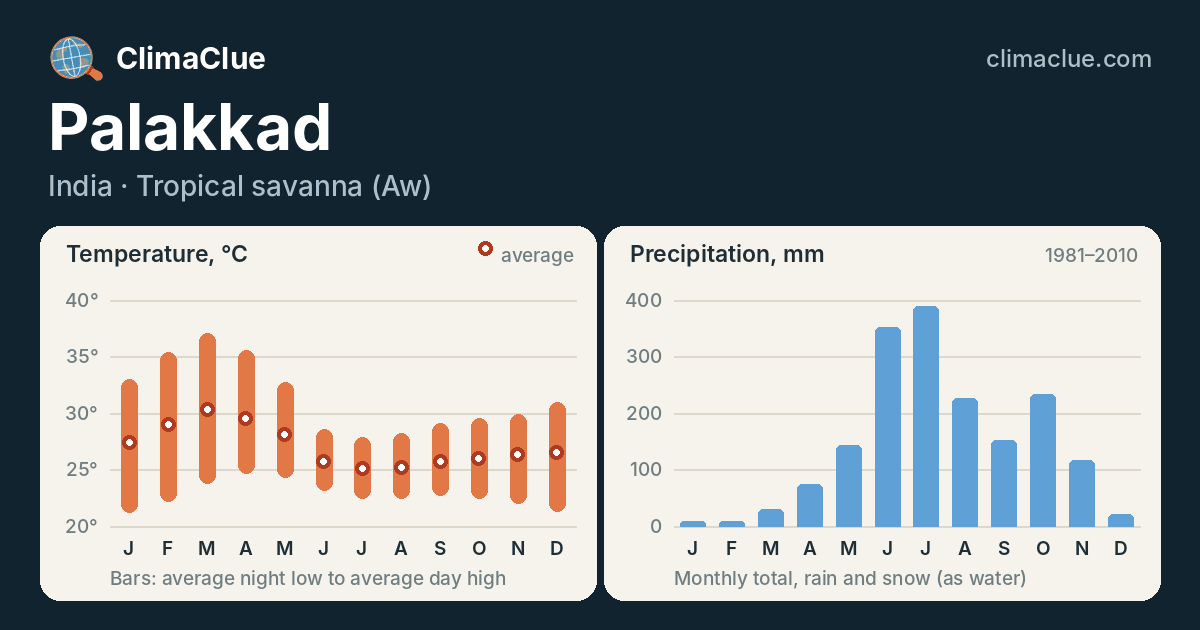 ClimaClue
climaclue.com
Palakkad
India · Tropical savanna (Aw)
Temperature, °C
average
40°
35°
30°
25°
20°
J F M A M J J A S O N D
Bars: average night low to average day high
Precipitation, mm
1981–2010
400
300
200
100
0
J F M A M J J A S O N D
Monthly total, rain and snow (as water)